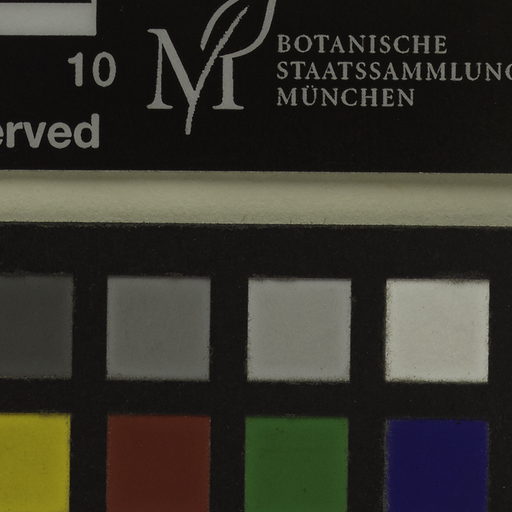 10
erved
M
BOTANISCHE
STAATSSAMMLUNG
MÜNCHEN